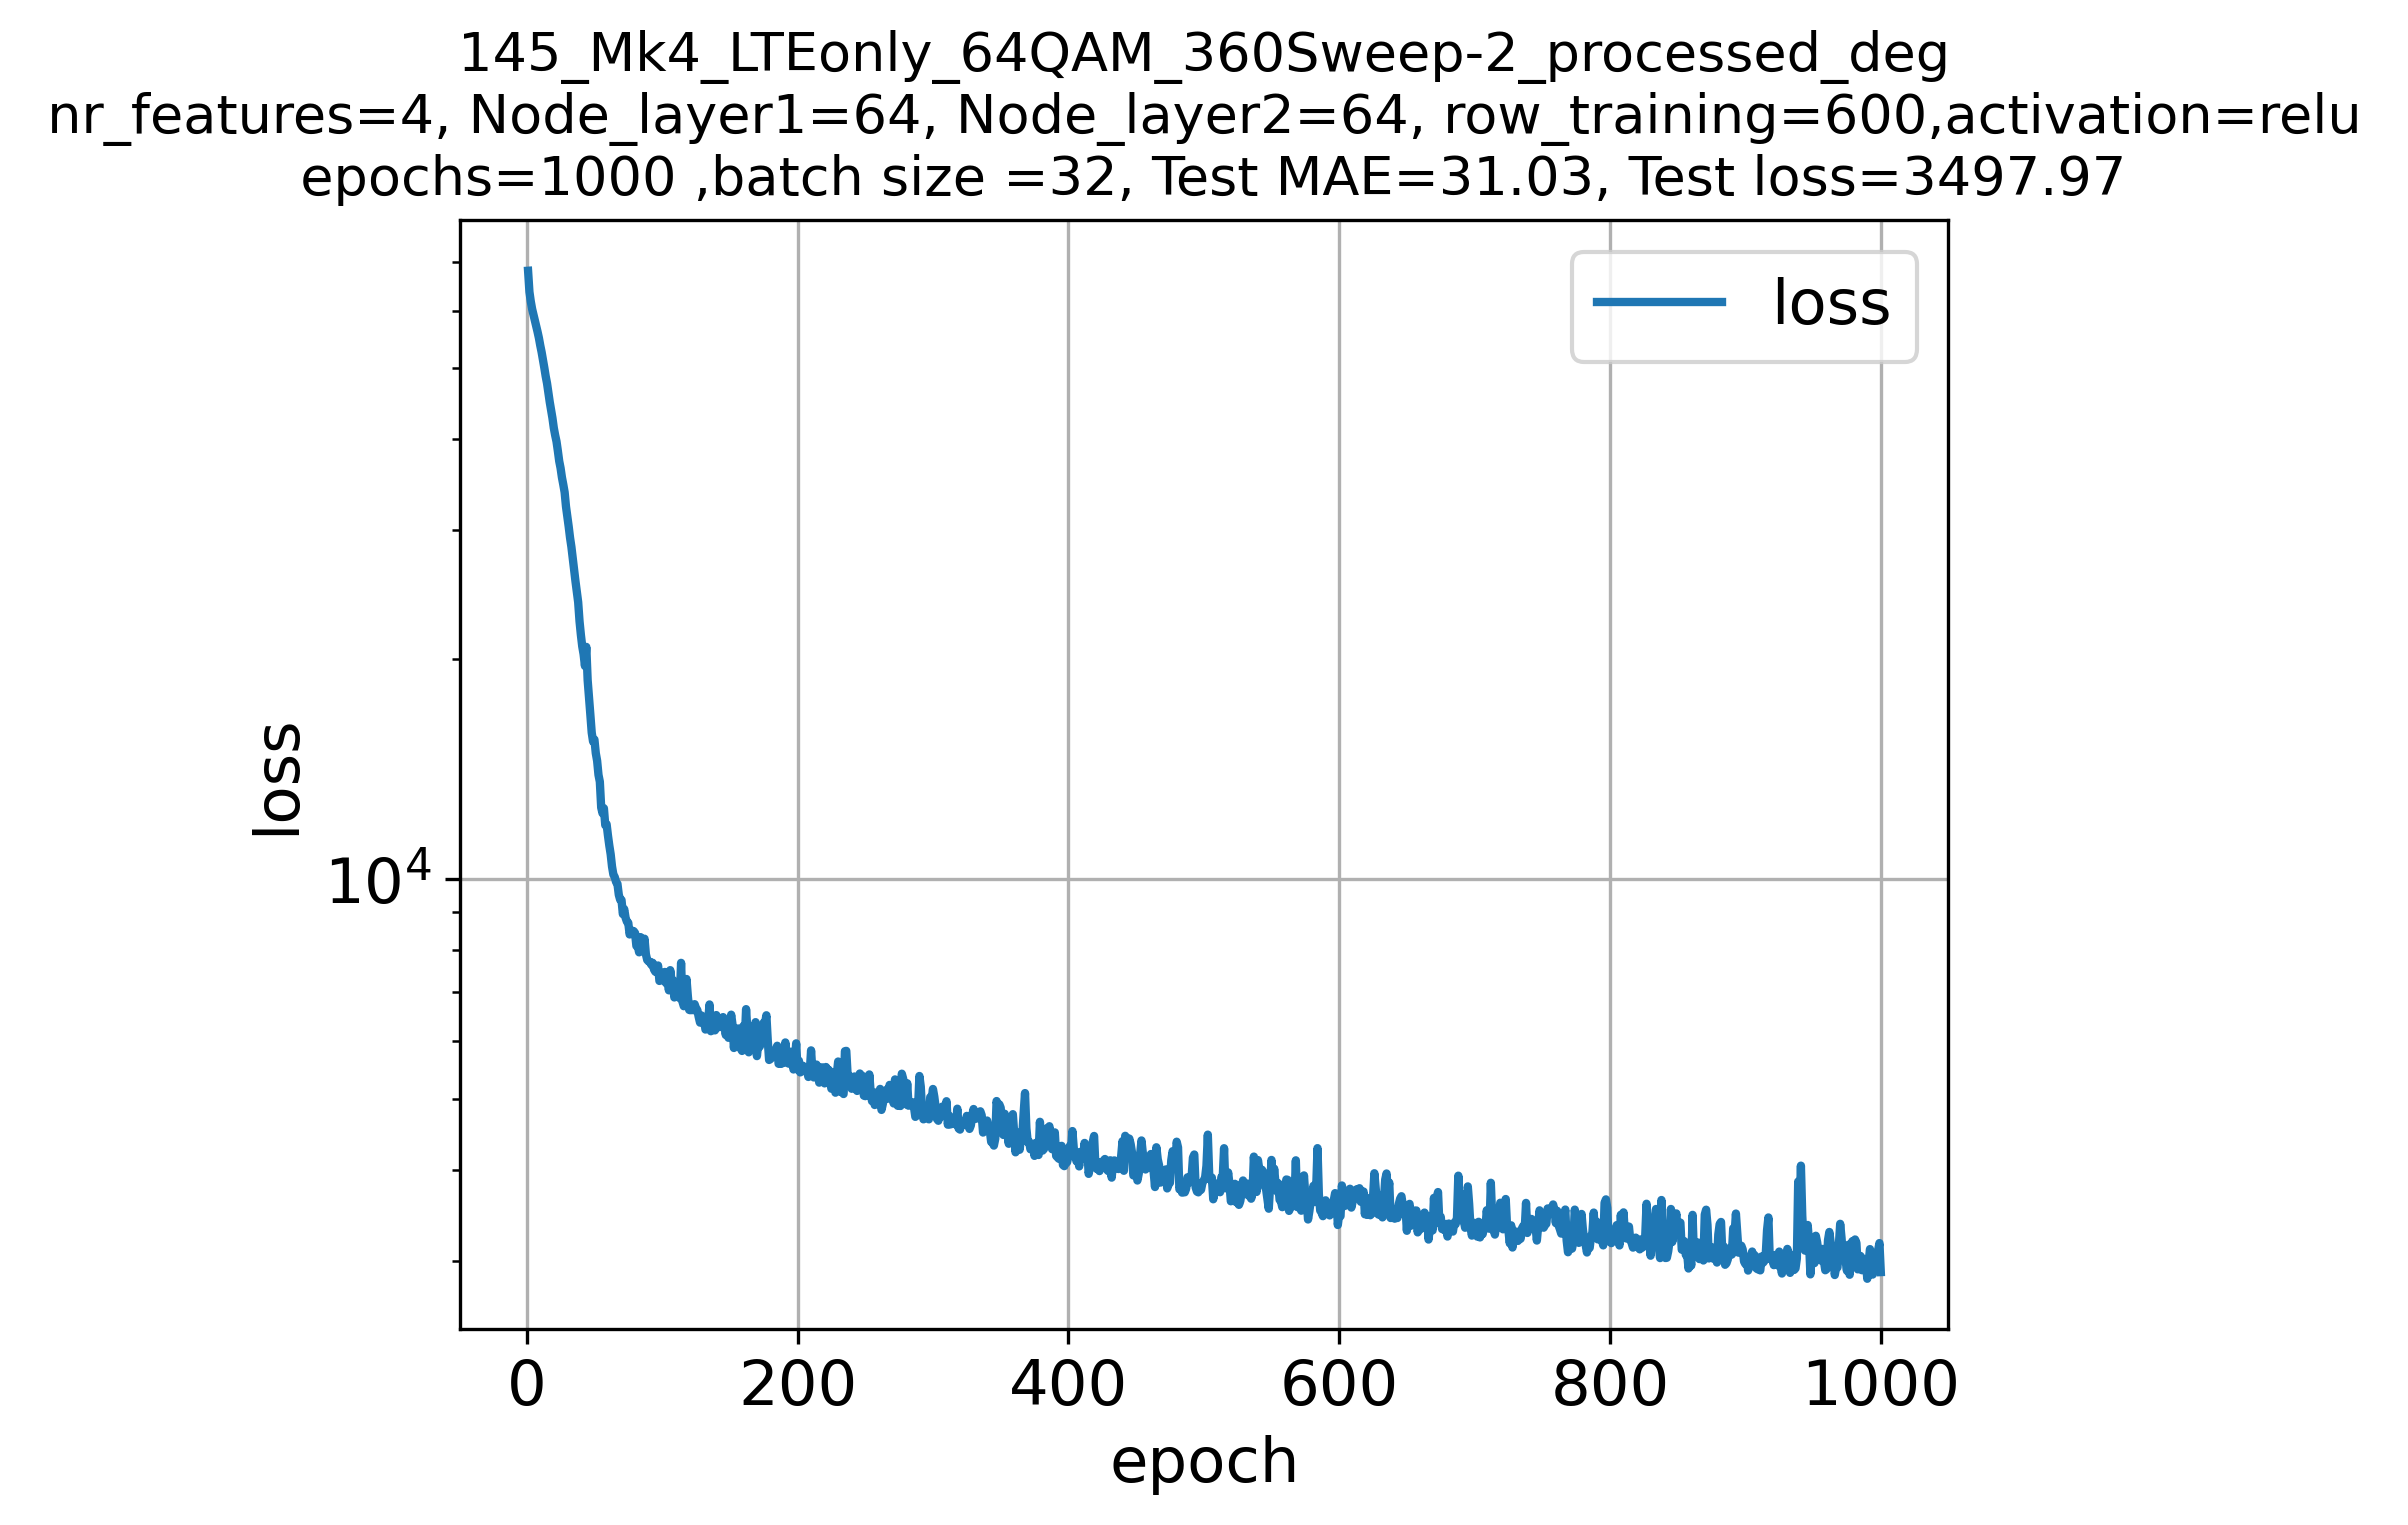 145_Mk4_LTEonly_64QAM_360Sweep-2_processed_deg
nr_features=4, Node_layer1=64, Node_layer2=64, row_training=600,activation=relu
epochs=1000 ,batch size =32, Test MAE=31.03, Test loss=3497.97
loss
loss
10⁴
0 200 400 600 800 1000
epoch